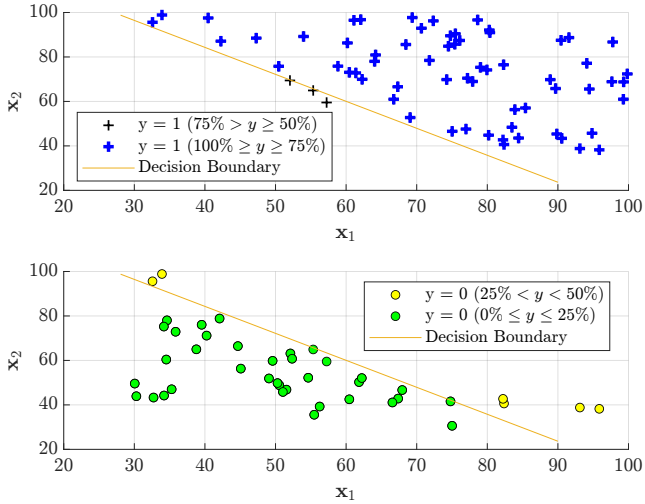 100
80
60
40
20
x₂
y = 1 (75% > y ≥ 50%)
y = 1 (100% ≥ y ≥ 75%)
Decision Boundary
20 30 40 50 60 70 80 90 100
x₁
100
80
60
40
20
x₂
y = 0 (25% < y < 50%)
y = 0 (0% ≤ y ≤ 25%)
Decision Boundary
20 30 40 50 60 70 80 90 100
x₁